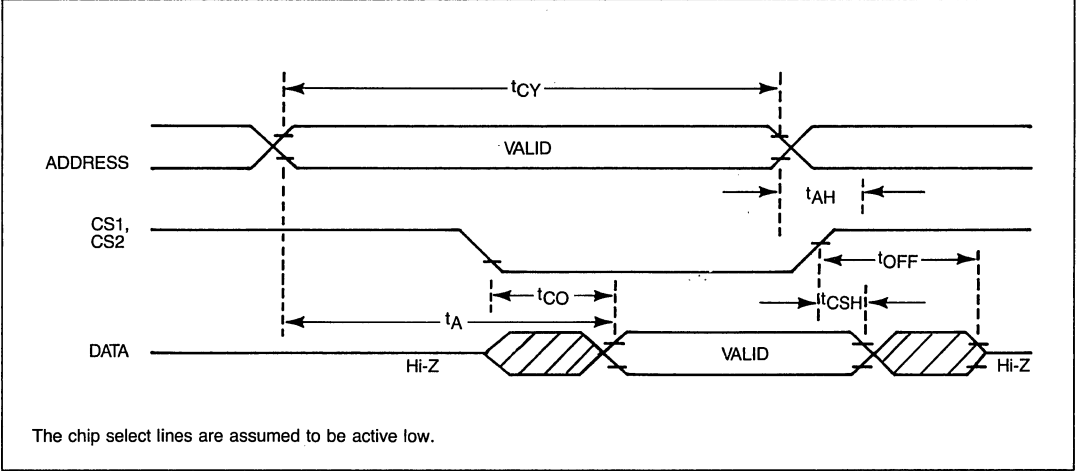 tCY
ADDRESS
VALID
tAH
CS1,
CS2
tOFF
tCO
tCSH
tA
DATA
Hi-Z
VALID
Hi-Z
The chip select lines are assumed to be active low.